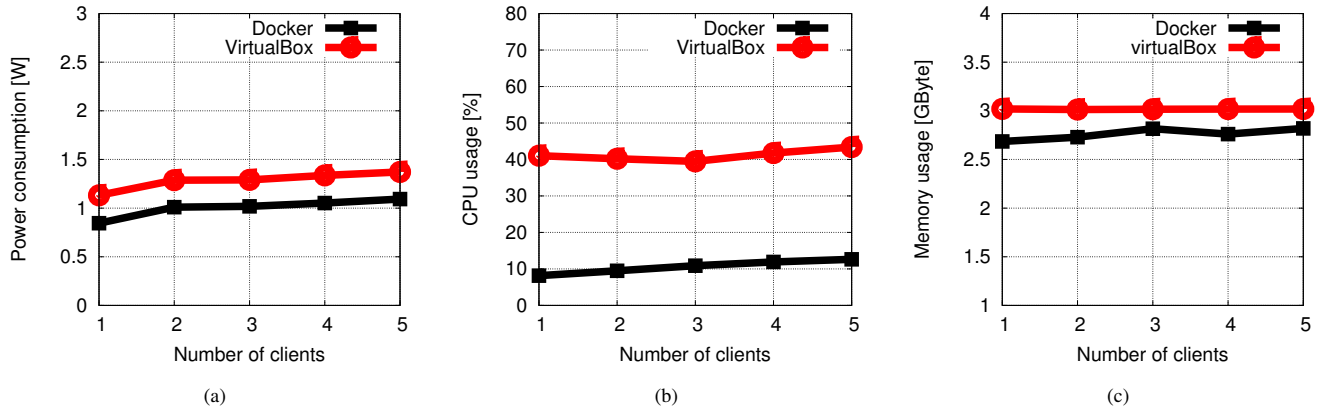 Docker
VirtualBox
Power consumption [W]
3
2.5
2
1.5
1
0.5
0
1 2 3 4 5
Number of clients
(a)
Docker
VirtualBox
CPU usage [%]
80
70
60
50
40
30
20
10
0
1 2 3 4 5
Number of clients
(b)
Docker
virtualBox
Memory usage [GByte]
4
3.5
3
2.5
2
1.5
1
1 2 3 4 5
Number of clients
(c)